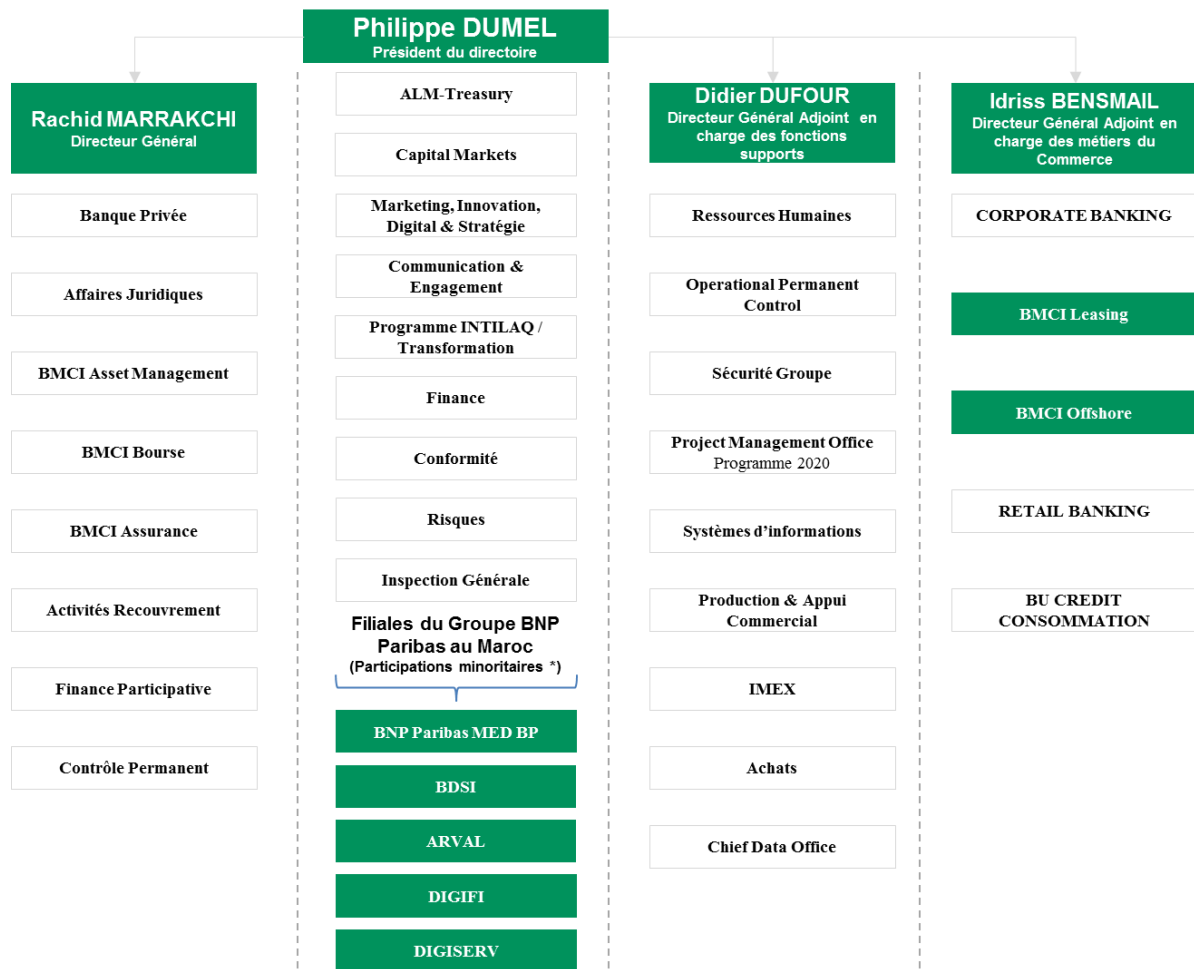 Philippe DUMEL
Président du directoire
Rachid MARRAKCHI
Directeur Général
Banque Privée
Affaires Juridiques
BMCI Asset Management
BMCI Bourse
BMCI Assurance
Activités Recouvrement
Finance Participative
Contrôle Permanent
ALM-Treasury
Capital Markets
Marketing, Innovation,
Digital & Stratégie
Communication &
Engagement
Programme INTILAQ /
Transformation
Finance
Conformité
Risques
Inspection Générale
Filiales du Groupe BNP
Paribas au Maroc
(Participations minoritaires *)
BNP Paribas MED BP
BDSI
ARVAL
DIGIFI
DIGISERV
Didier DUFOUR
Directeur Général Adjoint en
charge des fonctions
supports
Ressources Humaines
Operational Permanent
Control
Sécurité Groupe
Project Management Office
Programme 2020
Systèmes d’informations
Production & Appui
Commercial
IMEX
Achats
Chief Data Office
Idriss BENSMAIL
Directeur Général Adjoint en
charge des métiers du
Commerce
CORPORATE BANKING
BMCI Leasing
BMCI Offshore
RETAIL BANKING
BU CREDIT
CONSOMMATION